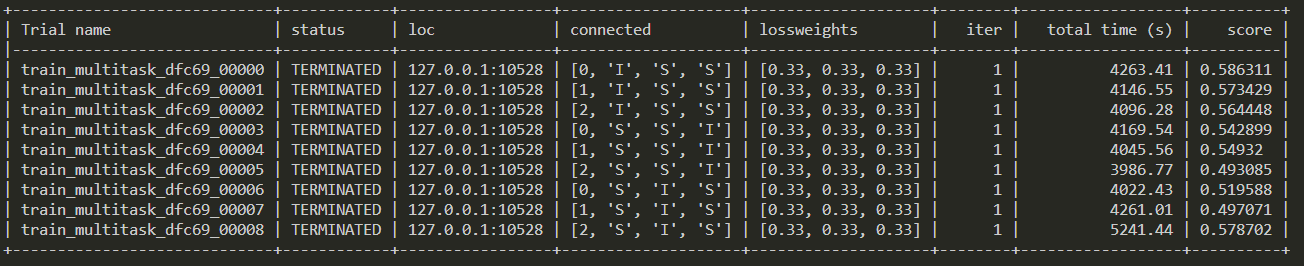 +-----------------------------+------------+-----------------+--------------------+--------------------+--------+------------------+----------+
| Trial name                  | status     | loc             | connected          | lossweights        |   iter |   total time (s) |    score |
|-----------------------------+------------+-----------------+--------------------+--------------------+--------+------------------+----------|
| train_multitask_dfc69_00000 | TERMINATED | 127.0.0.1:10528 | [0, 'I', 'S', 'S'] | [0.33, 0.33, 0.33] |      1 |          4263.41 | 0.586311 |
| train_multitask_dfc69_00001 | TERMINATED | 127.0.0.1:10528 | [1, 'I', 'S', 'S'] | [0.33, 0.33, 0.33] |      1 |          4146.55 | 0.573429 |
| train_multitask_dfc69_00002 | TERMINATED | 127.0.0.1:10528 | [2, 'I', 'S', 'S'] | [0.33, 0.33, 0.33] |      1 |          4096.28 | 0.564448 |
| train_multitask_dfc69_00003 | TERMINATED | 127.0.0.1:10528 | [0, 'S', 'S', 'I'] | [0.33, 0.33, 0.33] |      1 |          4169.54 | 0.542899 |
| train_multitask_dfc69_00004 | TERMINATED | 127.0.0.1:10528 | [1, 'S', 'S', 'I'] | [0.33, 0.33, 0.33] |      1 |          4045.56 | 0.54932  |
| train_multitask_dfc69_00005 | TERMINATED | 127.0.0.1:10528 | [2, 'S', 'S', 'I'] | [0.33, 0.33, 0.33] |      1 |          3986.77 | 0.493085 |
| train_multitask_dfc69_00006 | TERMINATED | 127.0.0.1:10528 | [0, 'S', 'I', 'S'] | [0.33, 0.33, 0.33] |      1 |          4022.43 | 0.519588 |
| train_multitask_dfc69_00007 | TERMINATED | 127.0.0.1:10528 | [1, 'S', 'I', 'S'] | [0.33, 0.33, 0.33] |      1 |          4261.01 | 0.497071 |
| train_multitask_dfc69_00008 | TERMINATED | 127.0.0.1:10528 | [2, 'S', 'I', 'S'] | [0.33, 0.33, 0.33] |      1 |          5241.44 | 0.578702 |
+-----------------------------+------------+-----------------+--------------------+--------------------+--------+------------------+----------+